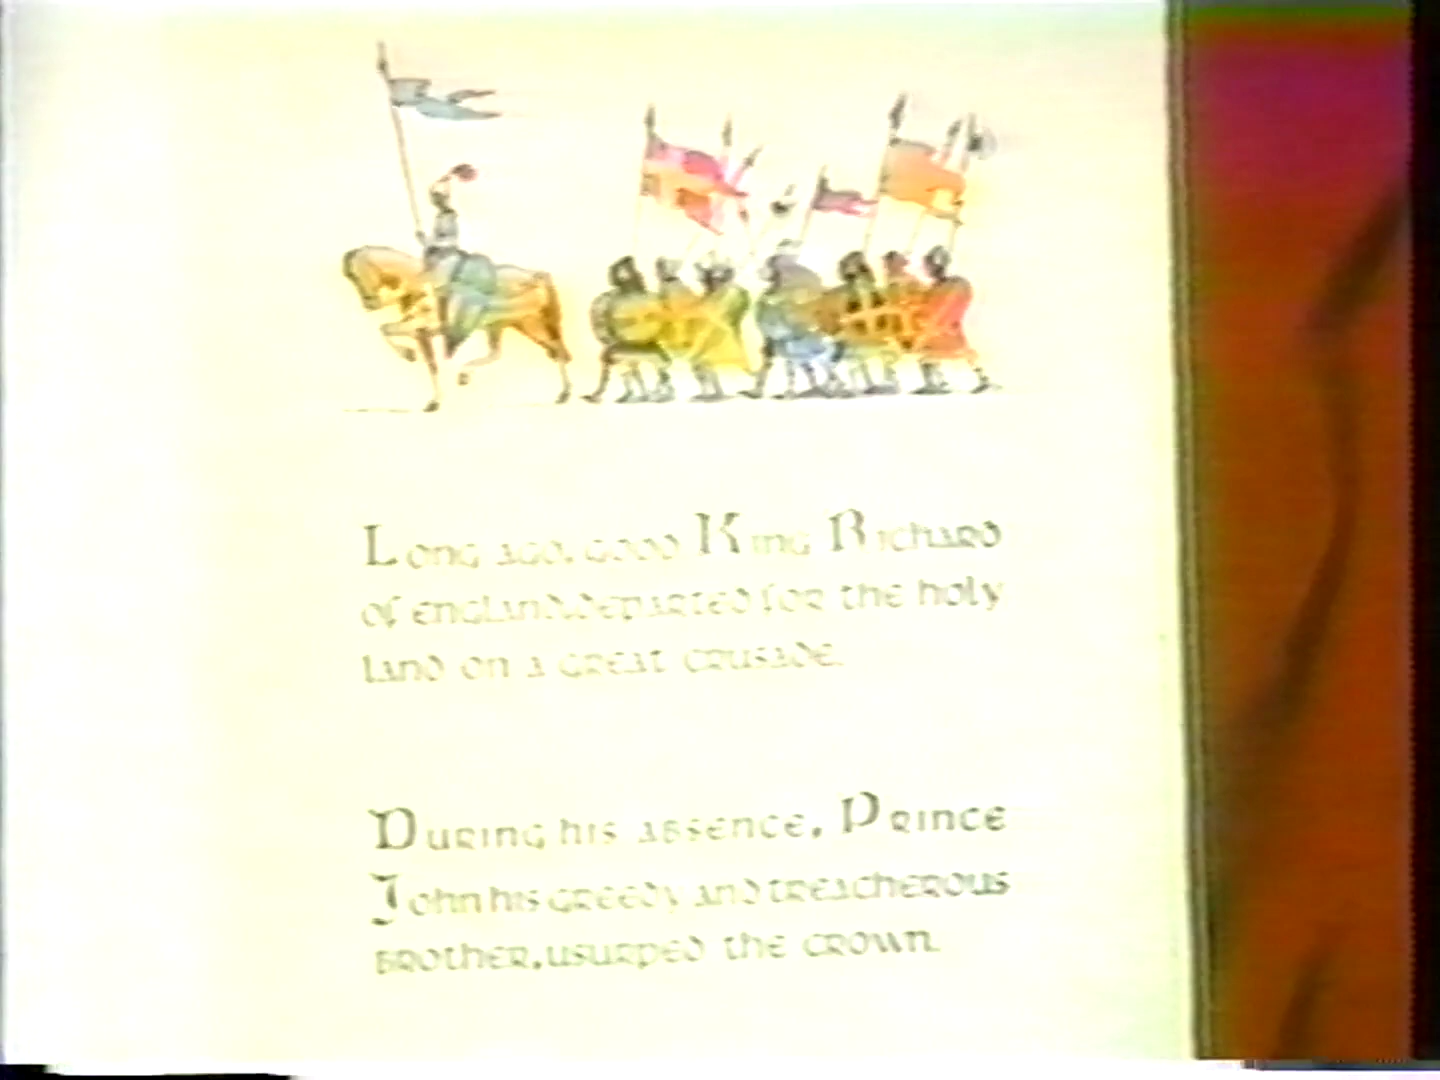 Long ago, good King Richard
of England, departed for the holy
land on a great crusade.
During his absence, Prince
John his greedy and treacherous
brother, usurped the crown.